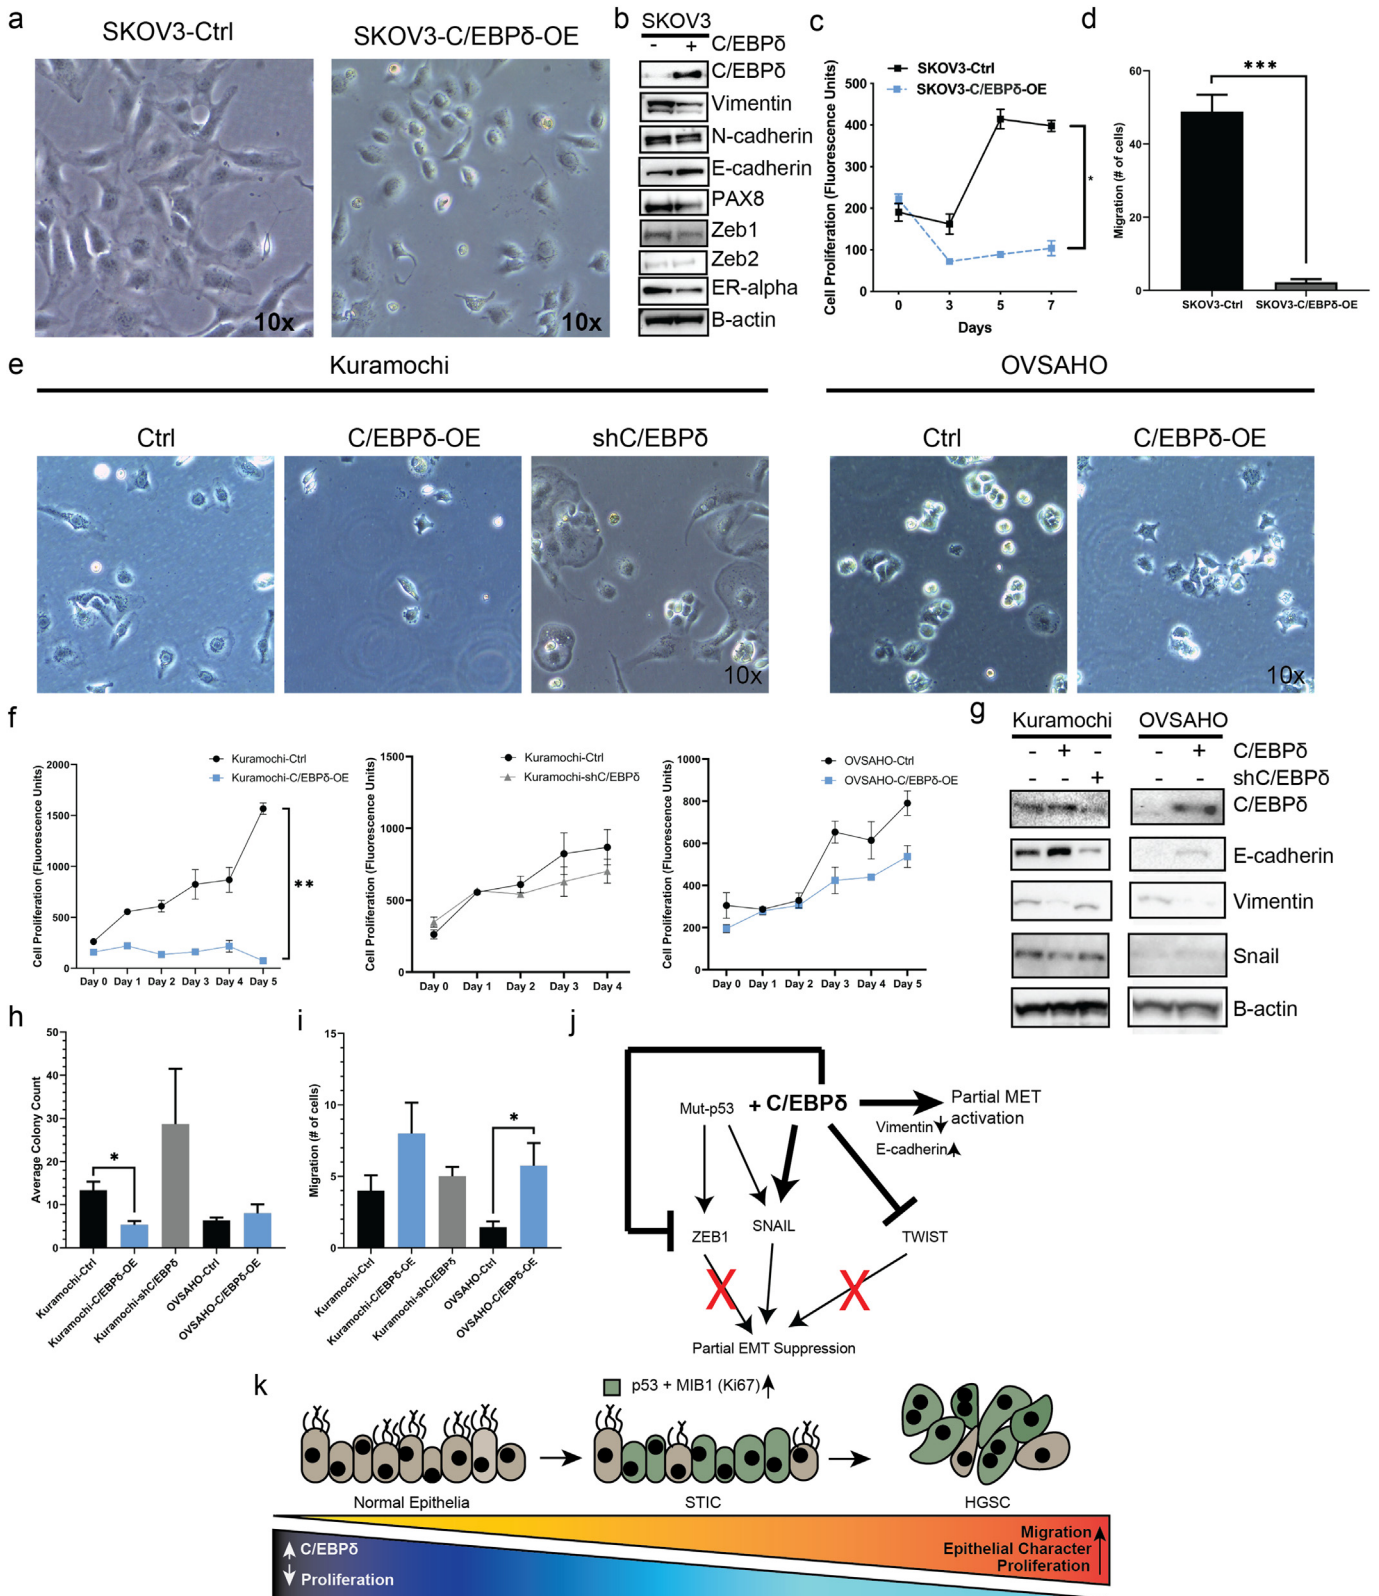 a
SKOV3-Ctrl
SKOV3-C/EBPδ-OE
10x
10x
b
SKOV3
- + C/EBPδ
C/EBPδ
Vimentin
N-cadherin
E-cadherin
PAX8
Zeb1
Zeb2
ER-alpha
B-actin
c
SKOV3-Ctrl
SKOV3-C/EBPδ-OE
Cell Proliferation (Fluorescence Units)
500
400
300
200
100
0
*
0 3 5 7
Days
d
Migration (# of cells)
60
40
20
0
***
SKOV3-Ctrl SKOV3-C/EBPδ-OE
e
Kuramochi
OVSAHO
Ctrl
C/EBPδ-OE
shC/EBPδ
Ctrl
C/EBPδ-OE
10x
10x
f
Kuramochi-Ctrl
Kuramochi-C/EBPδ-OE
Cell Proliferation (Fluorescence Units)
2000
1500
1000
500
0
**
Day 0 Day 1 Day 2 Day 3 Day 4 Day 5
Kuramochi-Ctrl
Kuramochi-shC/EBPδ
Cell Proliferation (Fluorescence Units)
1500
1000
500
0
Day 0 Day 1 Day 2 Day 3 Day 4
OVSAHO-Ctrl
OVSAHO-C/EBPδ-OE
Cell Proliferation (Fluorescence Units)
1000
800
600
400
200
0
Day 0 Day 1 Day 2 Day 3 Day 4 Day 5
g
Kuramochi OVSAHO
- + - - + C/EBPδ
- - + - - shC/EBPδ
C/EBPδ
E-cadherin
Vimentin
Snail
B-actin
h
Average Colony Count
50
40
30
20
10
0
*
Kuramochi-Ctrl
Kuramochi-C/EBPδ-OE
Kuramochi-shC/EBPδ
OVSAHO-Ctrl
OVSAHO-C/EBPδ-OE
i
Migration (# of cells)
15
10
5
0
*
Kuramochi-Ctrl
Kuramochi-C/EBPδ-OE
Kuramochi-shC/EBPδ
OVSAHO-Ctrl
OVSAHO-C/EBPδ-OE
j
Mut-p53 + C/EBPδ
Partial MET
activation
Vimentin
E-cadherin
ZEB1
SNAIL
TWIST
X
X
Partial EMT Suppression
k
p53 + MIB1 (Ki67)
Normal Epithelia
STIC
HGSC
Migration
Epithelial Character
Proliferation
C/EBPδ
Proliferation